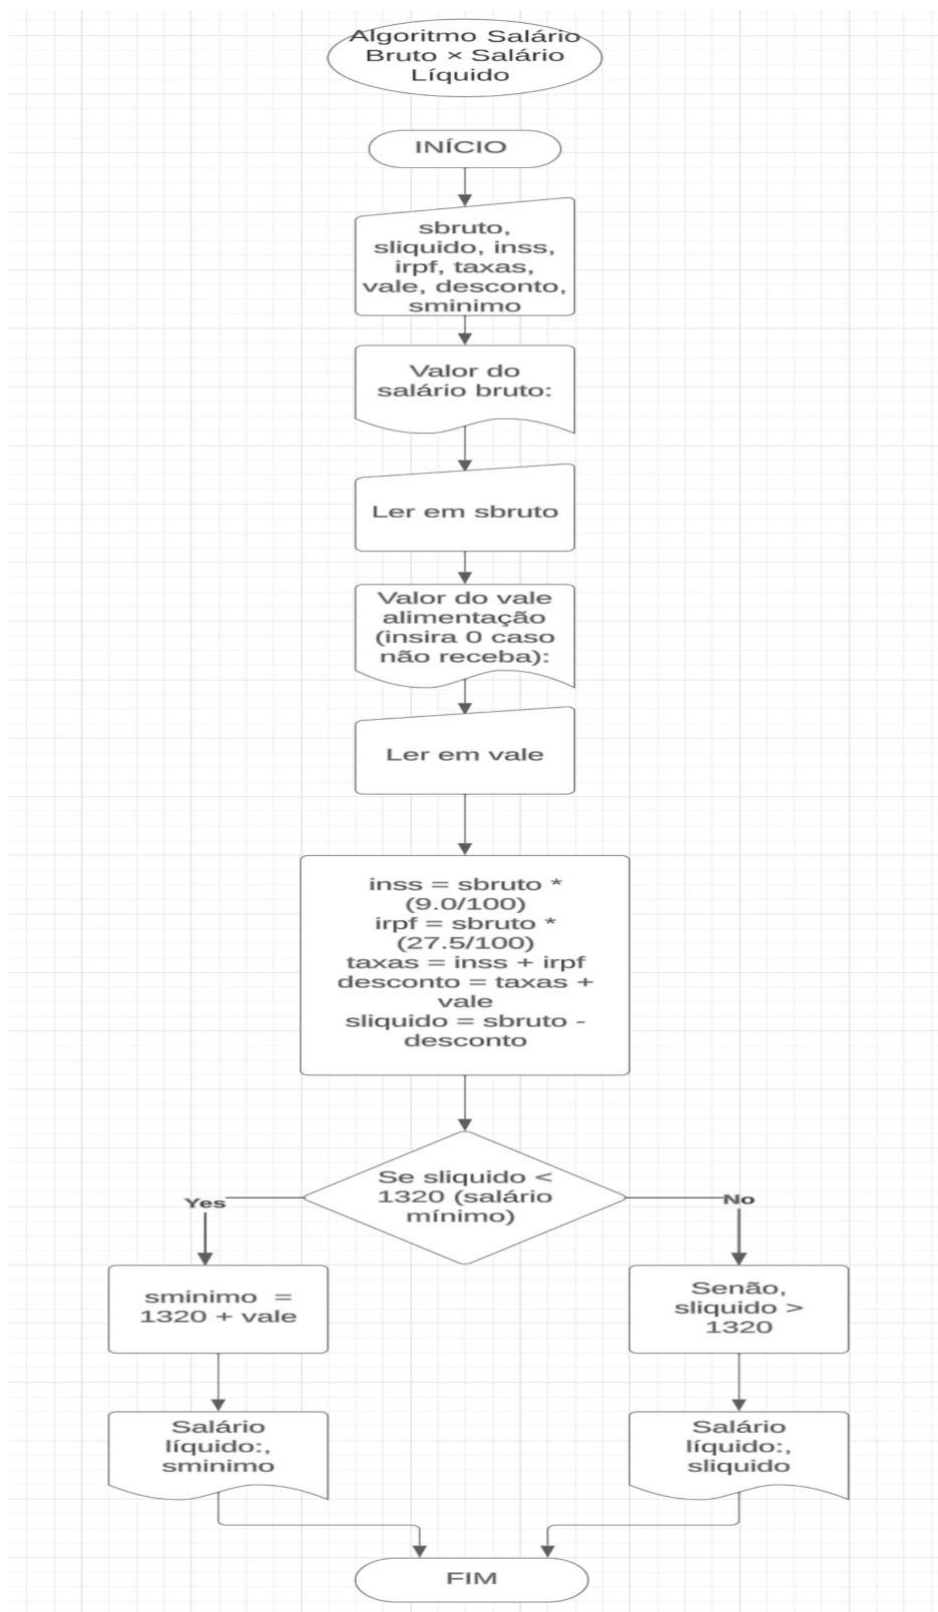 Algoritmo Salário
Bruto × Salário
Líquido
INÍCIO
sbruto,
sliquido, inss,
irpf, taxas,
vale, desconto,
sminimo
Valor do
salário bruto:
Ler em sbruto
Valor do vale
alimentação
(insira 0 caso
não receba):
Ler em vale
inss = sbruto *
(9.0/100)
irpf = sbruto *
(27.5/100)
taxas = inss + irpf
desconto = taxas +
vale
sliquido = sbruto -
desconto
Se sliquido <
1320 (salário
mínimo)
Yes
No
sminimo =
1320 + vale
Senão,
sliquido >
1320
Salário
líquido:,
sminimo
Salário
líquido:,
sliquido
FIM